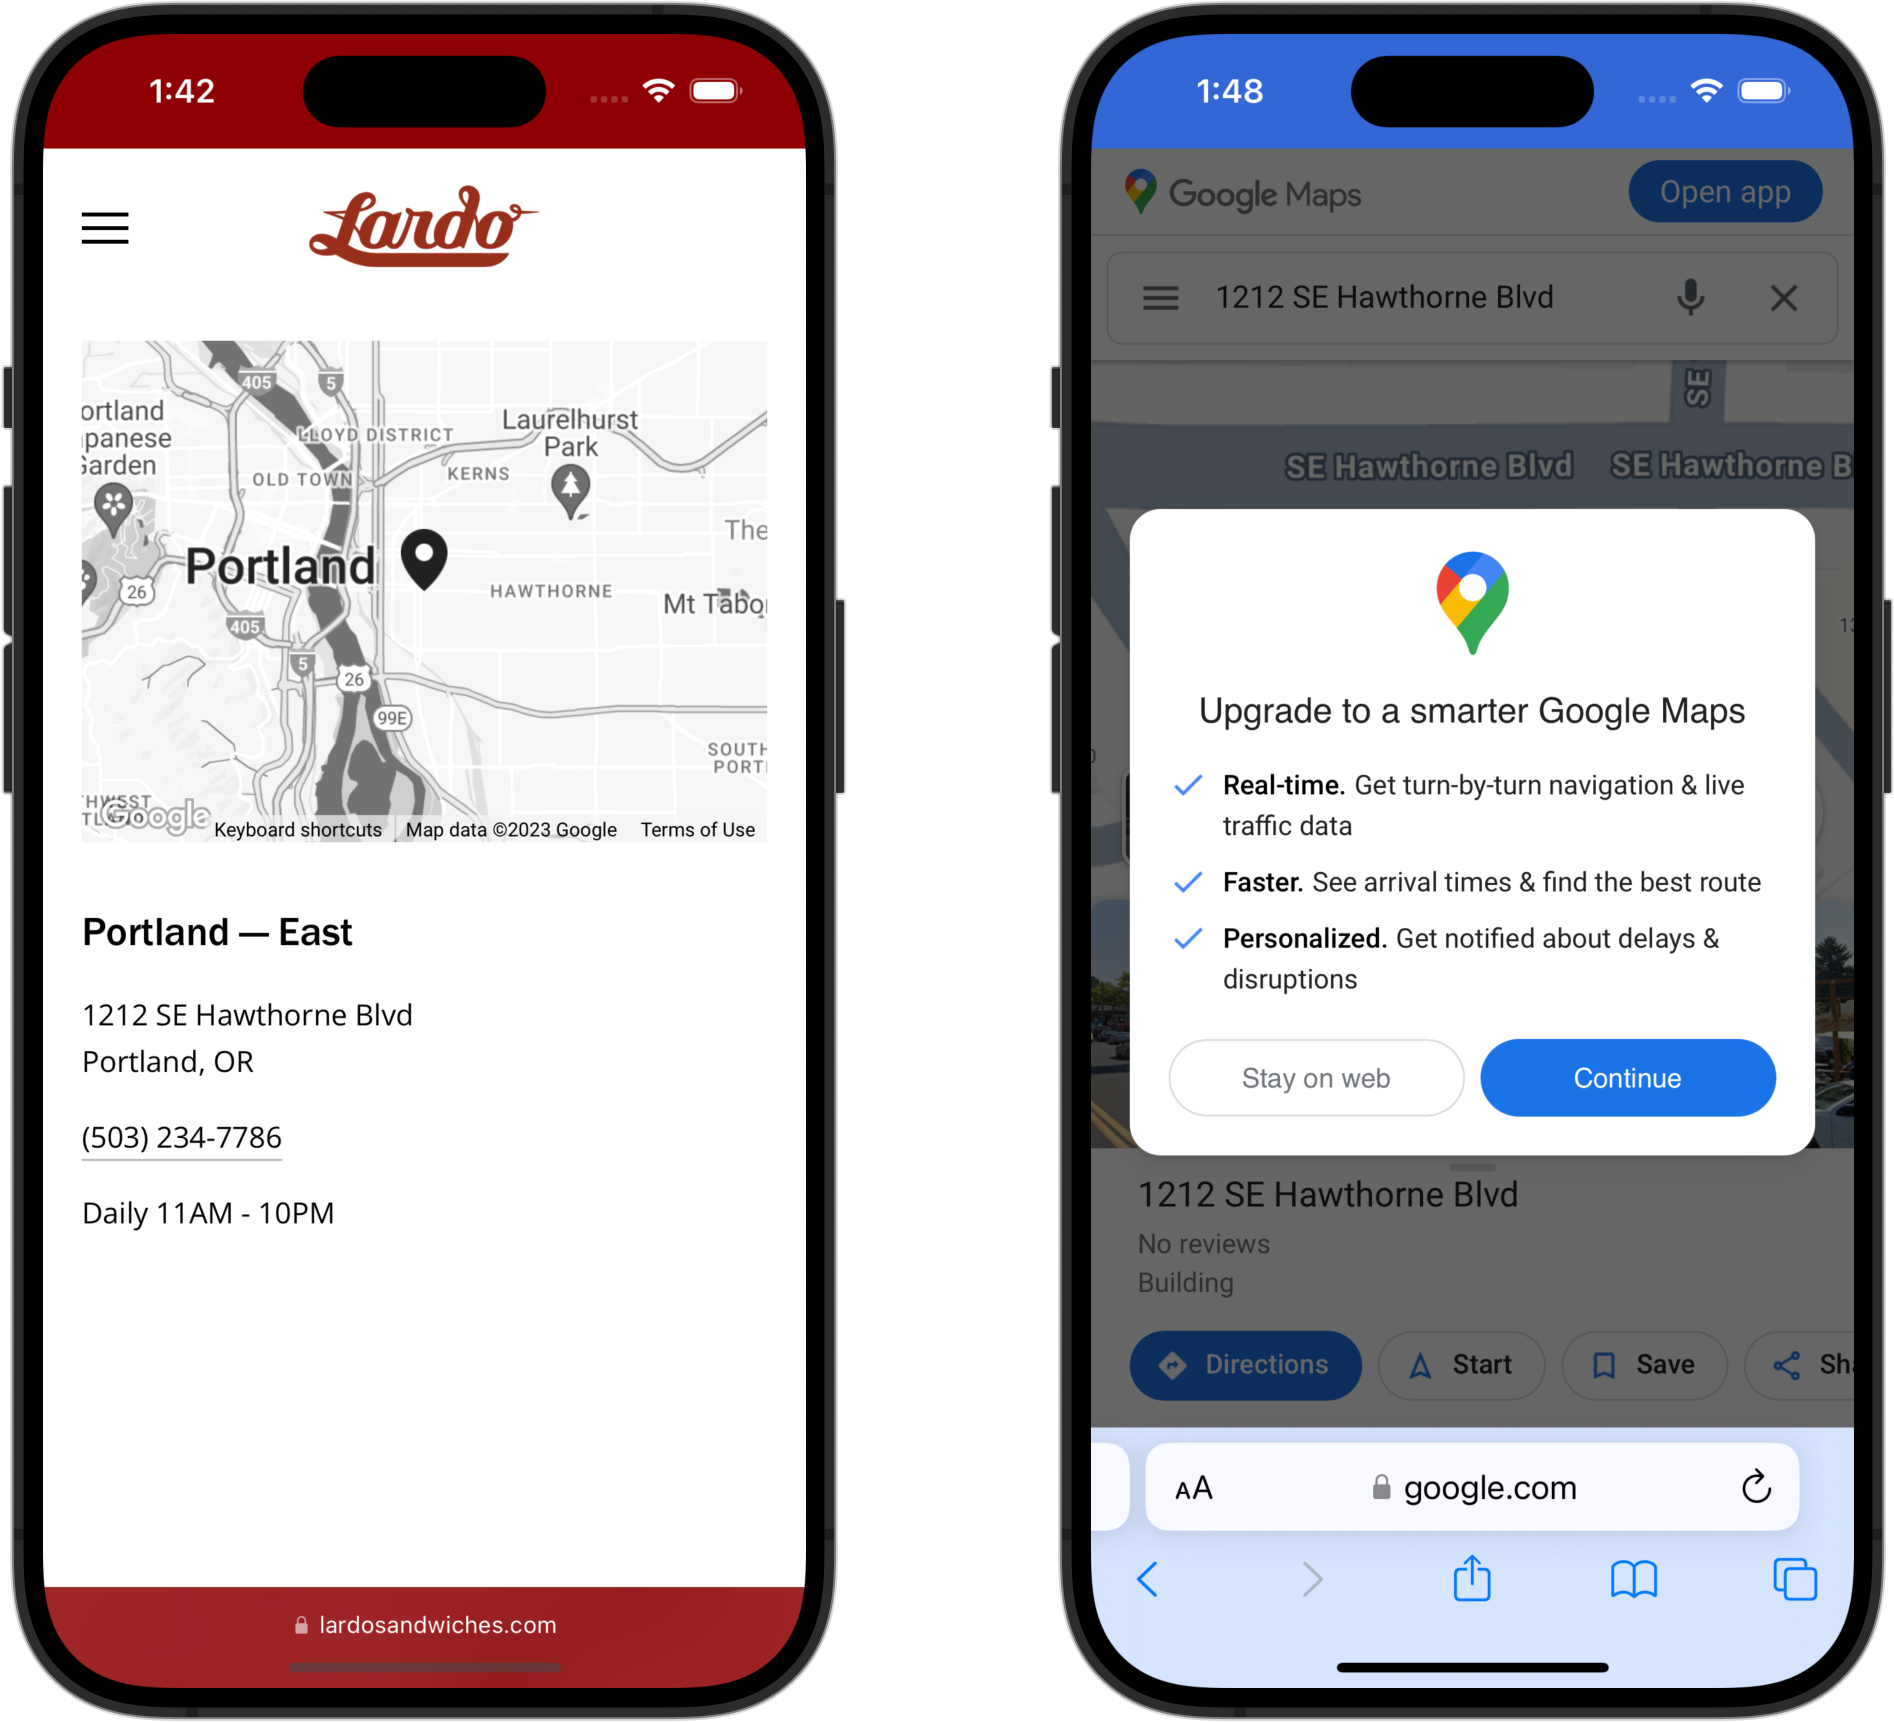 1:42
Lardo
405
5
ortland
apanese
Garden
Laurelhurst
Park
LLOYD DISTRICT
KERNS
OLD TOWN
The
Portland
26
HAWTHORNE
Mt Tabo
405
5
26
99E
SOUTH
PORT
HWEST
TLAND
Google
Keyboard shortcuts
Map data ©2023 Google
Terms of Use
Portland — East
1212 SE Hawthorne Blvd
Portland, OR
(503) 234-7786
Daily 11AM - 10PM
lardosandwiches.com
1:48
Google Maps
Open app
1212 SE Hawthorne Blvd
SE
SE Hawthorne Blvd
SE Hawthorne B
13
Upgrade to a smarter Google Maps
Real-time. Get turn-by-turn navigation & live
traffic data
Faster. See arrival times & find the best route
Personalized. Get notified about delays &
disruptions
Stay on web
Continue
1212 SE Hawthorne Blvd
No reviews
Building
Directions
Start
Save
Sha
AA
google.com